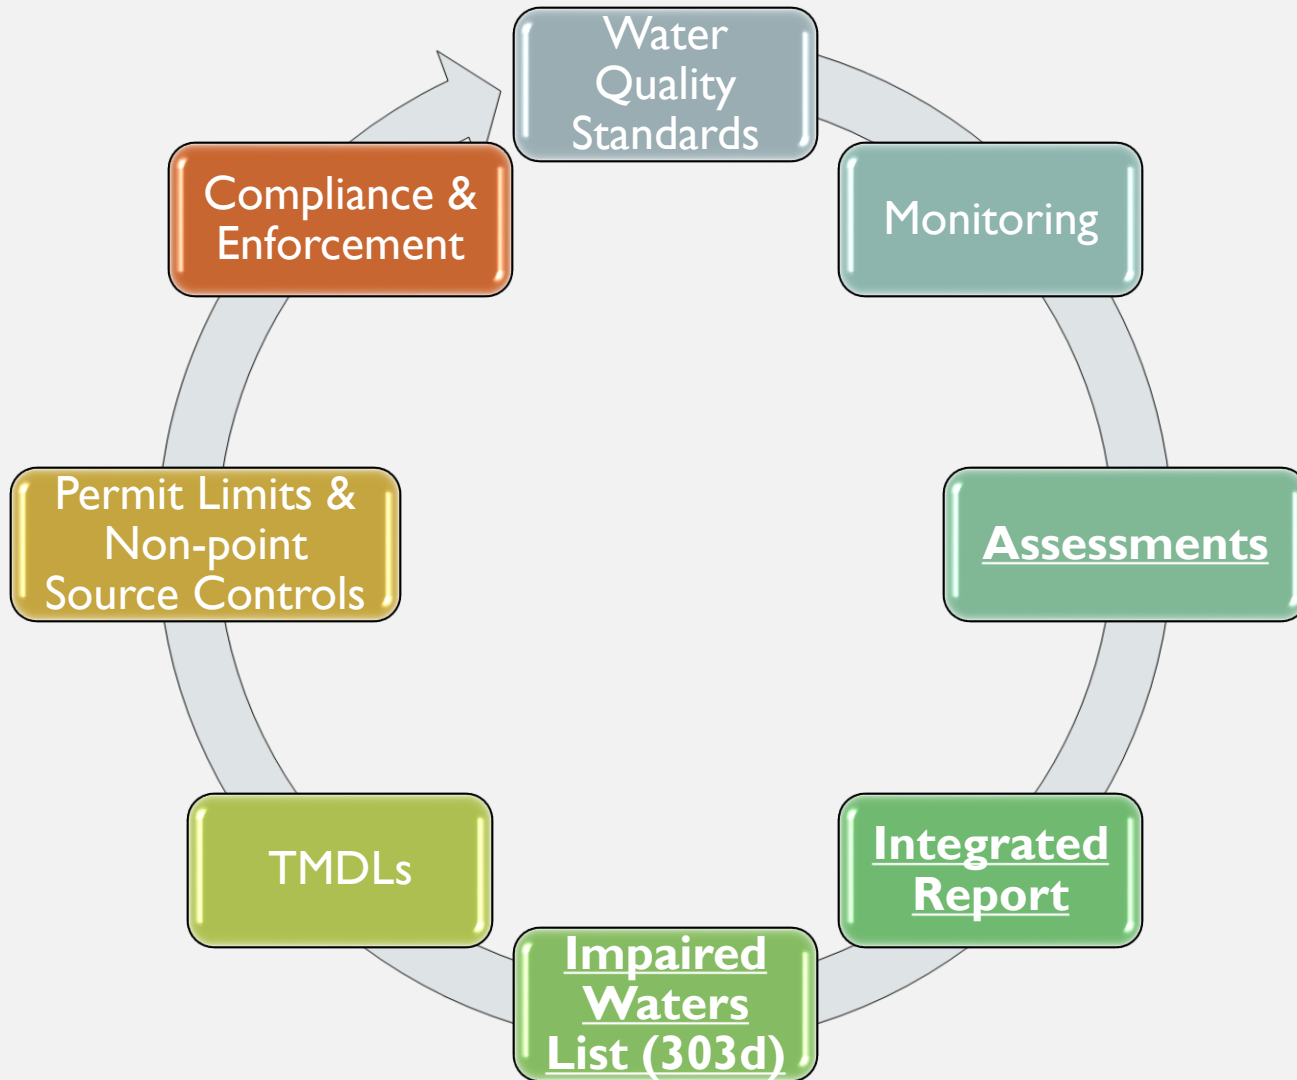 Water
Quality
Standards
Monitoring
Assessments
Integrated
Report
Impaired
Waters
List (303d)
TMDLs
Permit Limits &
Non-point
Source Controls
Compliance &
Enforcement